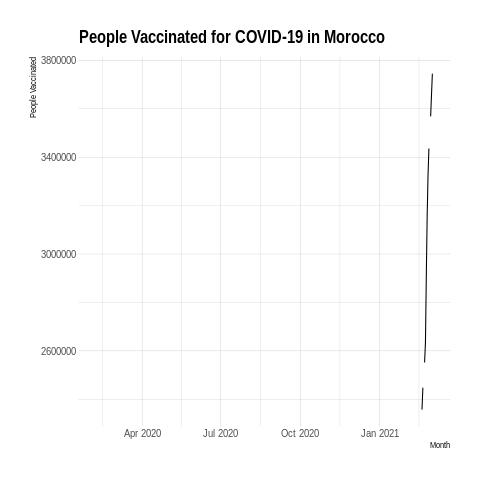 People Vaccinated for COVID-19 in Morocco
People Vaccinated
3800000
3400000
3000000
2600000
Apr 2020
Jul 2020
Oct 2020
Jan 2021
Month